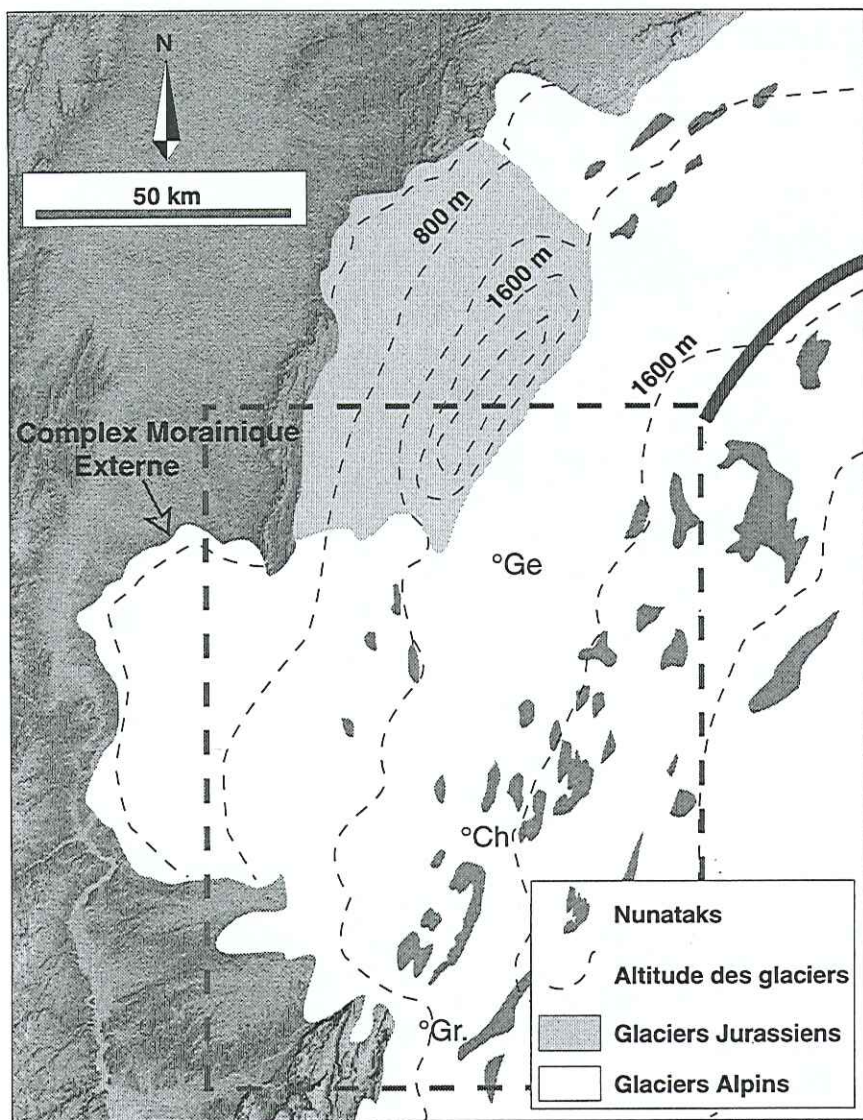 N
50 km
800 m
1600 m
1600 m
Complex Morainique
Externe
°Ge
°Ch
°Gr.
Nunataks
Altitude des glaciers
Glaciers Jurassiens
Glaciers Alpins